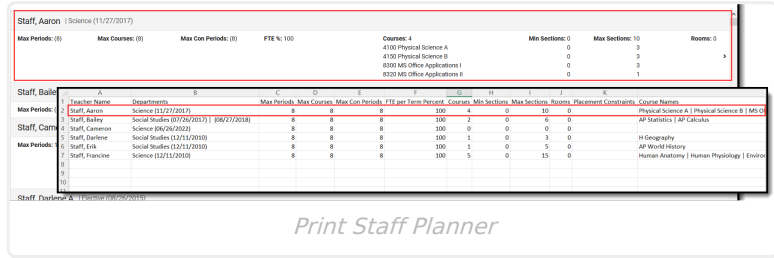 Staff, Aaron | Science (11/27/2017)
Max Periods: (8) Max Courses: (8) Max Con Periods: (8) FTE %: 100 Courses: 4 Min Sections: 0 Max Sections: 10 Rooms: 0
4100 Physical Science A 0 3
4150 Physical Science B 0 3
8300 MS Office Applications I 0 3
8320 MS Office Applications II 0 1
Staff, Baile
A B C D E F G H I J K
1 Teacher Name Departments Max Periods Max Courses Max Con Periods FTE per Term Percent Courses Min Sections Max Sections Rooms Placement Constraints Course Names
2 Staff, Aaron Science (11/27/2017) 8 8 8 100 4 0 10 0 Physical Science A | Physical Science B | MS Of
Max Periods: (
3 Staff, Bailey Social Studies (07/26/2017) | (08/27/2018) 8 8 8 100 2 0 6 0 AP Statistics | AP Calculus
Staff, Came
4 Staff, Cameron Science (06/26/2022) 8 8 8 100 0 0 0 0
5 Staff, Darlene Social Studies (12/11/2010) 8 8 8 100 1 0 3 0 H Geography
Max Periods: 1
6 Staff, Erik Social Studies (12/11/2010) 8 8 8 100 1 0 5 0 AP World History
7 Staff, Francine Science (12/11/2010) 8 8 8 100 5 0 15 0 Human Anatomy | Human Physiology | Environ
8
9
10
Staff, Darlene A | Elective (08/26/2015)
Print Staff Planner